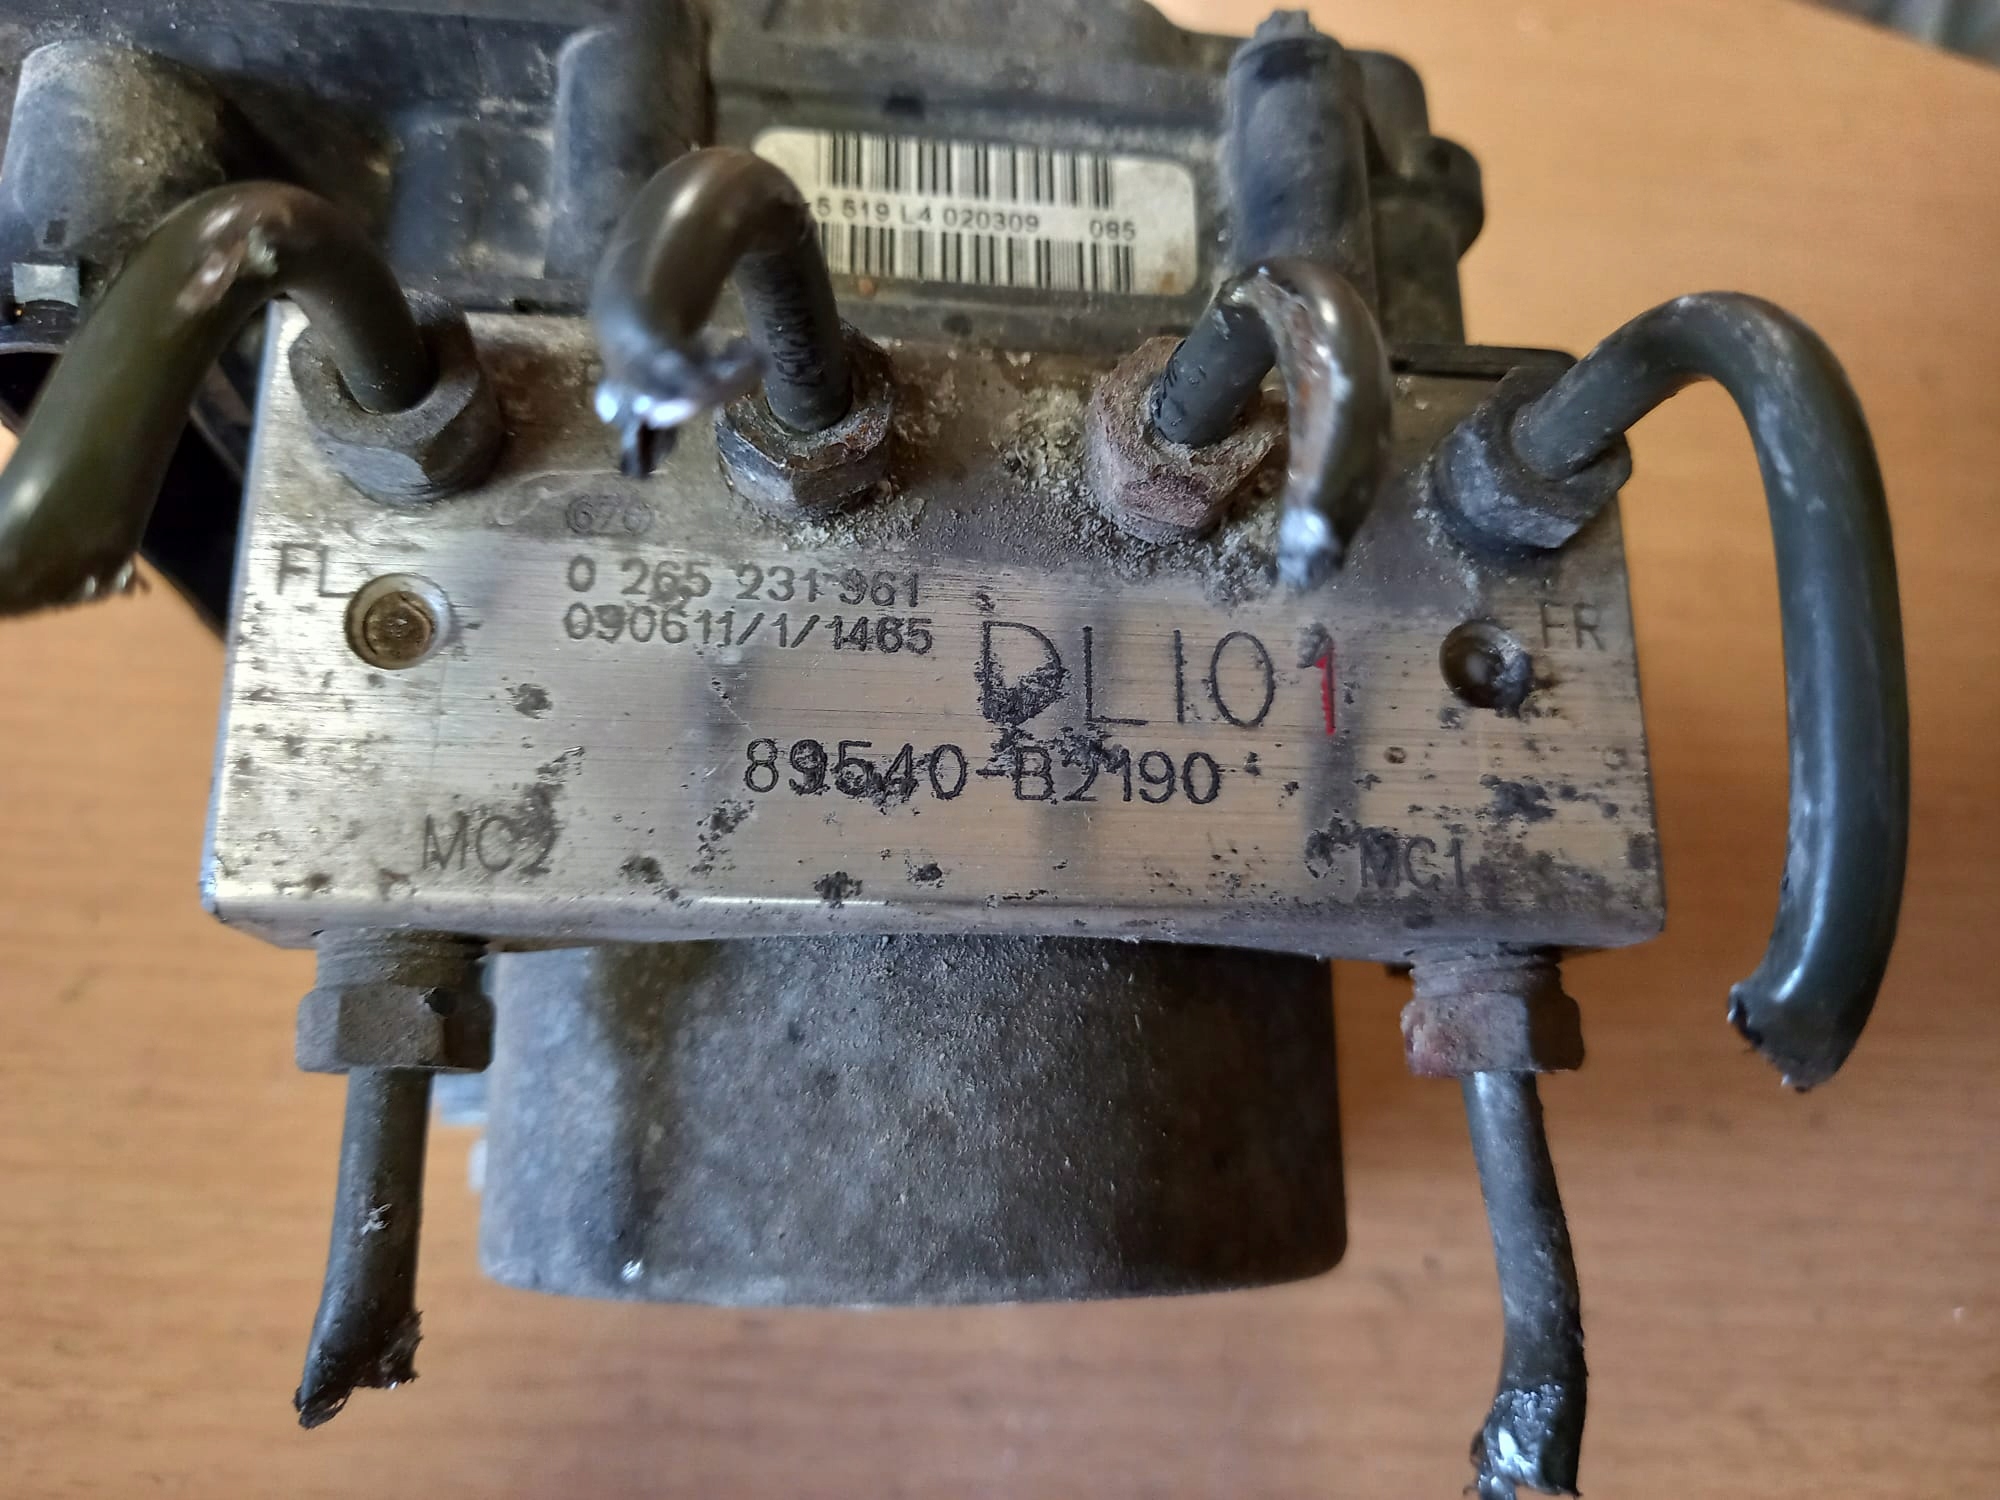 5 519 L4 020309 085
670
FL
0 265 231 961
090611/1/1465
FR
DL101
89540-B2190
MC2
MC1